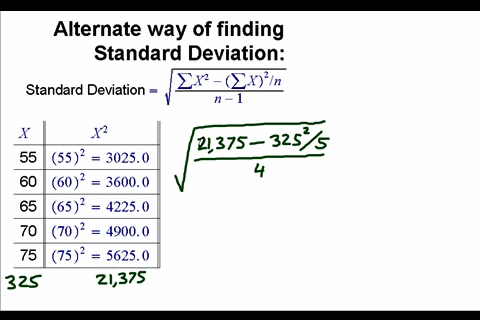 Alternate way of finding
Standard Deviation:
Standard Deviation = √((∑X² − (∑X)²/n)/(n − 1))
X X²
55 (55)² = 3025.0
60 (60)² = 3600.0
65 (65)² = 4225.0
70 (70)² = 4900.0
75 (75)² = 5625.0
325 21,375
√((21,375 − 325²/5)/4)